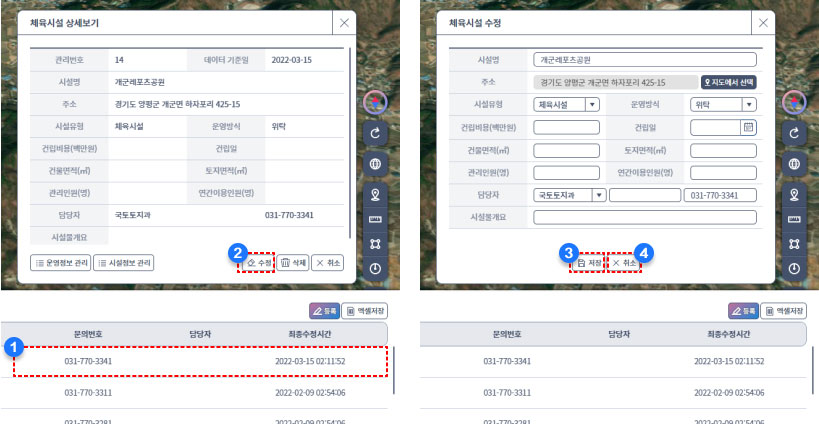 체육시설 상세보기
관리번호 14 데이터 기준일 2022-03-15
시설명 개군레포츠공원
주소 경기도 양평군 개군면 하자포리 425-15
시설유형 체육시설 운영방식 위탁
건립비용(백만원) 건립일
건물면적(㎡) 토지면적(㎡)
관리인원(명) 연간이용인원(명)
담당자 국토토지과 031-770-3341
시설물개요
2
운영정보 관리 시설정보 관리 수정 삭제 취소
등록 엑셀저장
문의번호 담당자 최종수정시간
1
031-770-3341 2022-03-15 02:11:52
031-770-3311 2022-02-09 02:54:06
031-770-3281 2022-02-09 02:54:06
체육시설 수정
시설명 개군레포츠공원
주소 경기도 양평군 개군면 하자포리 425-15 지도에서 선택
시설유형 체육시설 운영방식 위탁
건립비용(백만원) 건립일
건물면적(㎡) 토지면적(㎡)
관리인원(명) 연간이용인원(명)
담당자 국토토지과 031-770-3341
시설물개요
3 4
저장 취소
등록 엑셀저장
문의번호 담당자 최종수정시간
031-770-3341 2022-03-15 02:11:52
031-770-3311 2022-02-09 02:54:06
031-770-3281 2022-02-09 02:54:06